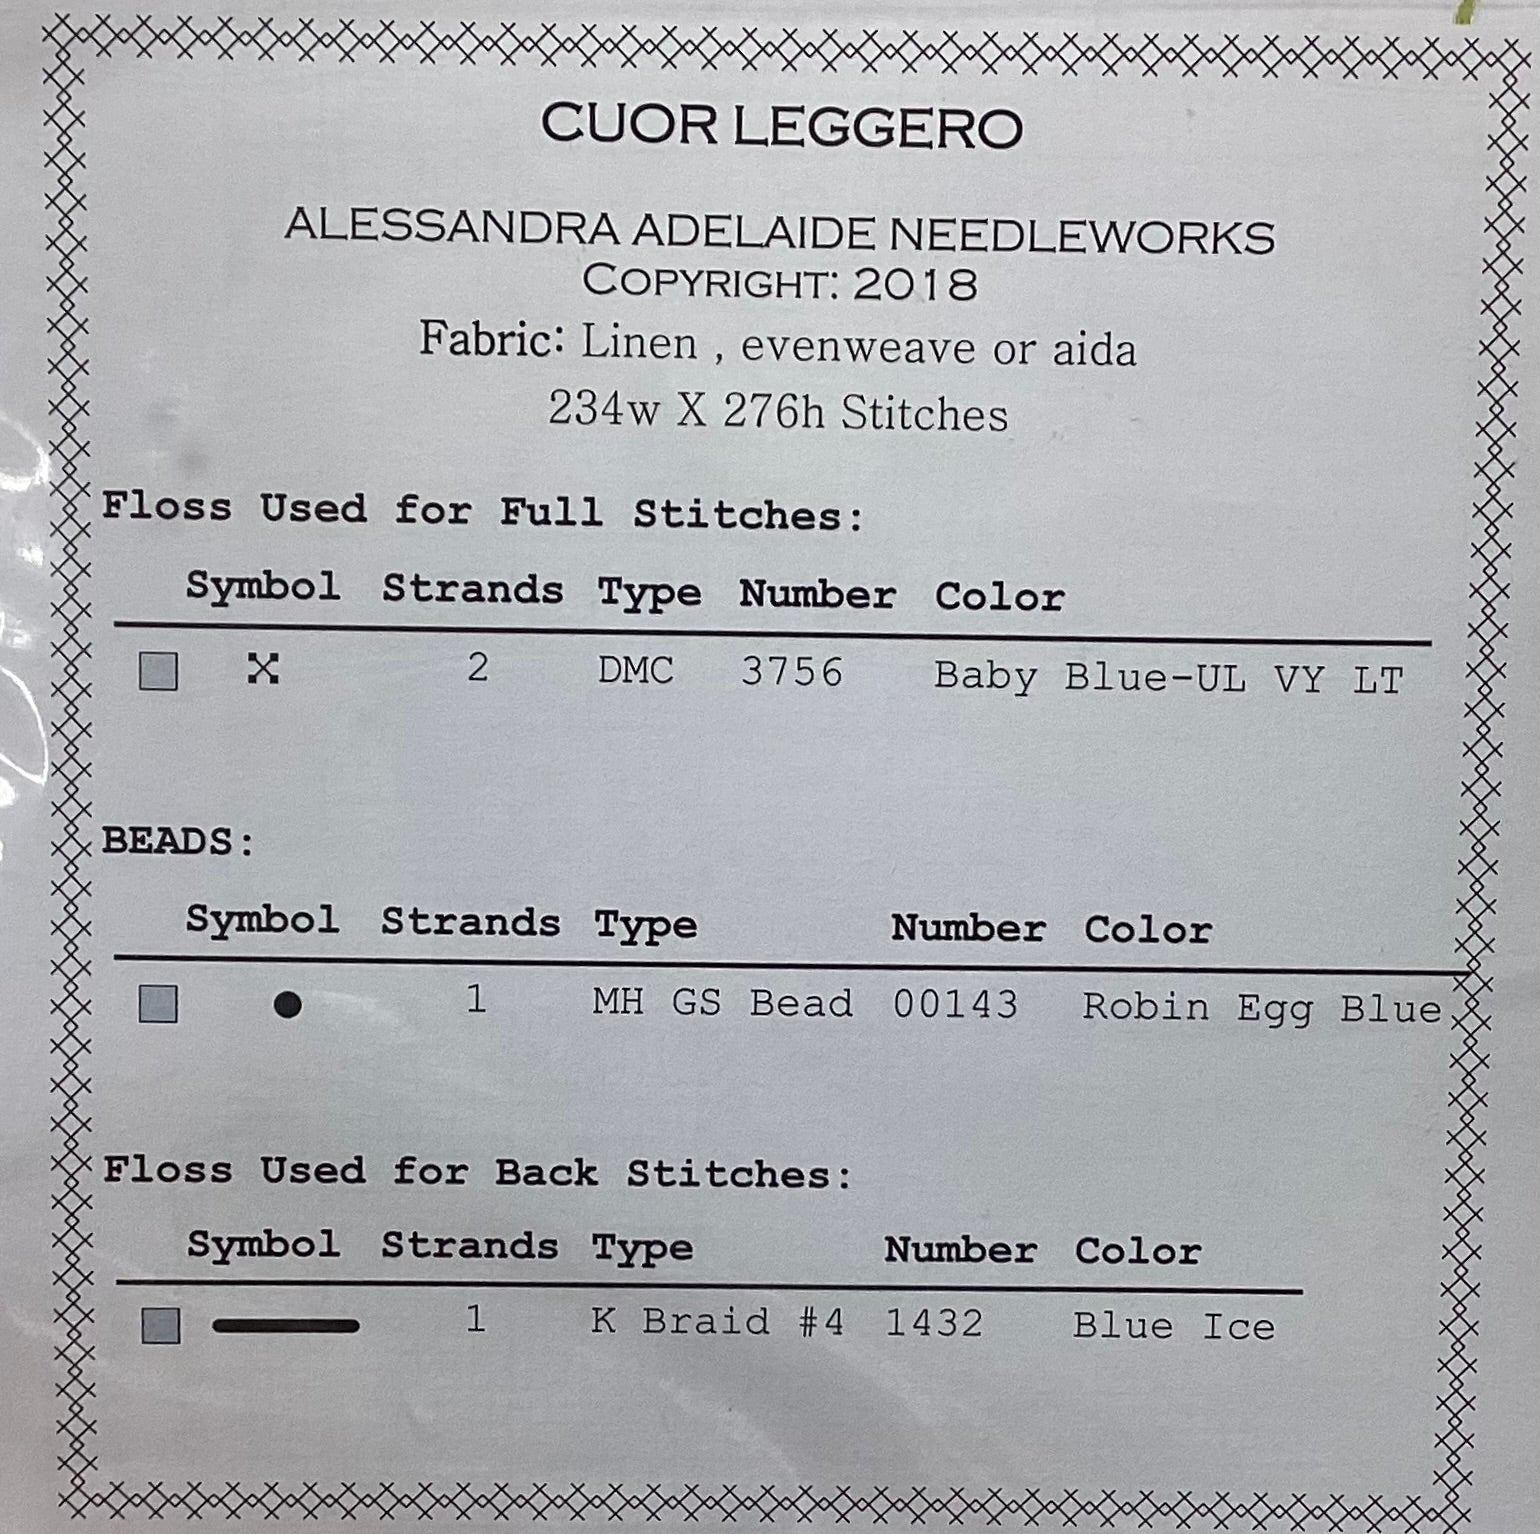 CUOR LEGGERO
ALESSANDRA ADELAIDE NEEDLEWORKS
COPYRIGHT: 2018
Fabric: Linen , evenweave or aida
234w X 276h Stitches
Floss Used for Full Stitches:
Symbol Strands Type Number Color
2 DMC 3756 Baby Blue-UL VY LT
BEADS:
Symbol Strands Type Number Color
1 MH GS Bead 00143 Robin Egg Blue
Floss Used for Back Stitches:
Symbol Strands Type Number Color
1 K Braid #4 1432 Blue Ice